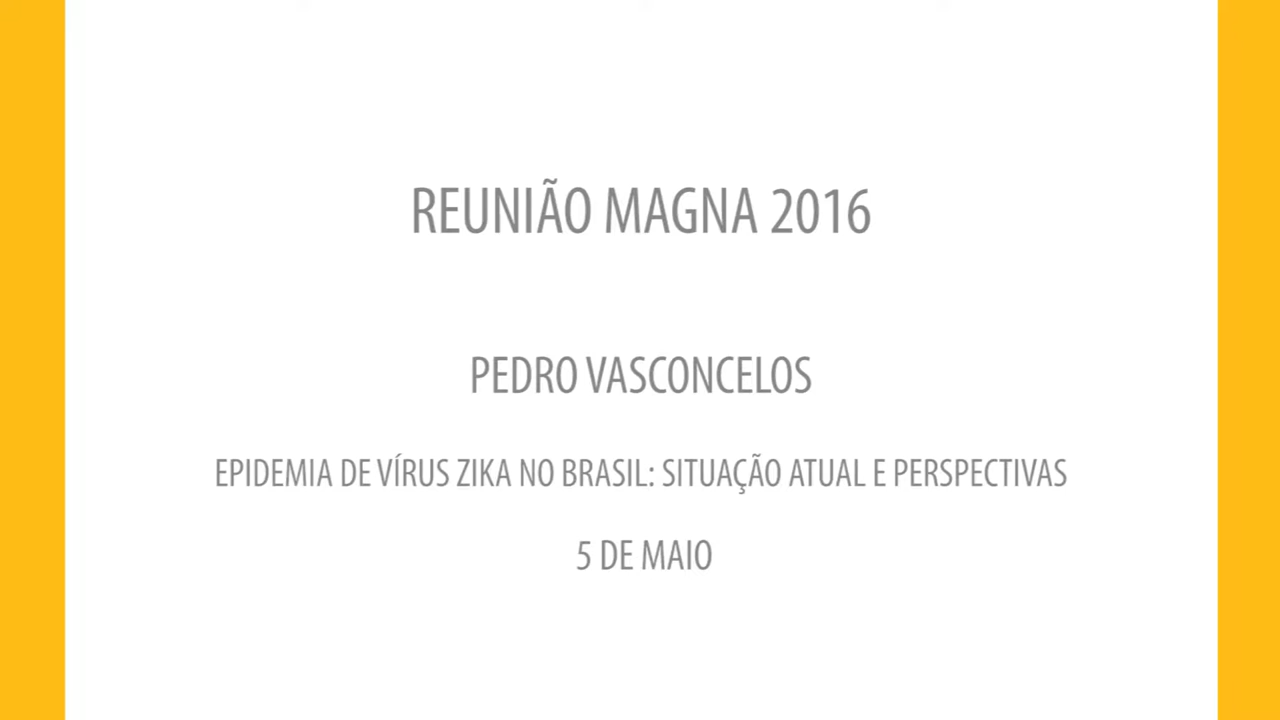 REUNIÃO MAGNA 2016
PEDRO VASCONCELOS
EPIDEMIA DE VÍRUS ZIKA NO BRASIL: SITUAÇÃO ATUAL E PERSPECTIVAS
5 DE MAIO